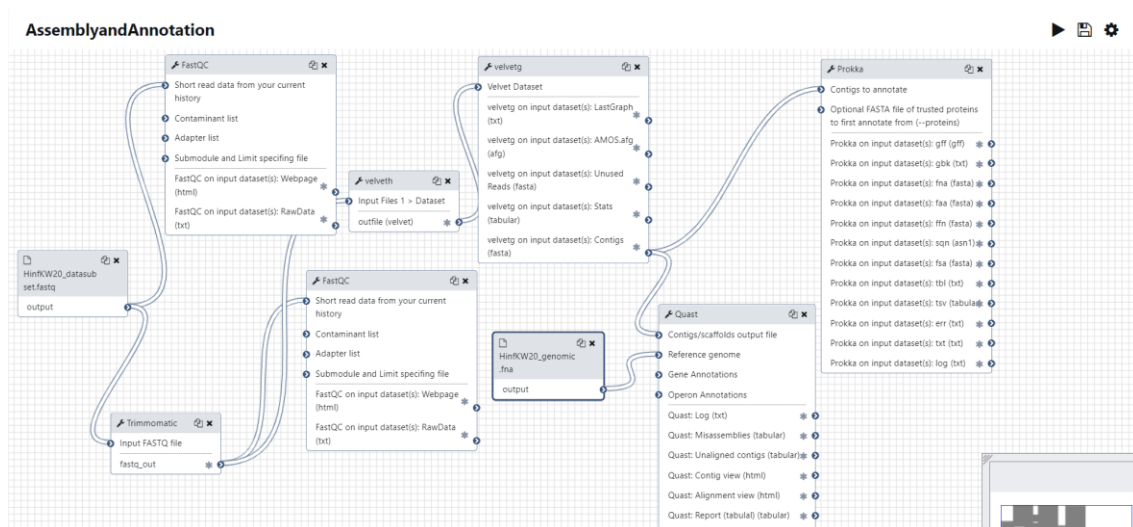 AssemblyandAnnotation
FastQC
Short read data from your current
history
Contaminant list
Adapter list
Submodule and Limit specifing file
FastQC on input dataset(s): Webpage
(html)
FastQC on input dataset(s): RawData
(txt)
velveth
Input Files 1 > Dataset
outfile (velvet)
velvetg
Velvet Dataset
velvetg on input dataset(s): LastGraph
(txt)
velvetg on input dataset(s): AMOS.afg
(afg)
velvetg on input dataset(s): Unused
Reads (fasta)
velvetg on input dataset(s): Stats
(tabular)
velvetg on input dataset(s): Contigs
(fasta)
Prokka
Contigs to annotate
Optional FASTA file of trusted proteins
to first annotate from (--proteins)
Prokka on input dataset(s): gff (gff)
Prokka on input dataset(s): gbk (txt)
Prokka on input dataset(s): fna (fasta)
Prokka on input dataset(s): faa (fasta)
Prokka on input dataset(s): ffn (fasta)
Prokka on input dataset(s): sqn (asn1)
Prokka on input dataset(s): fsa (fasta)
Prokka on input dataset(s): tbl (txt)
Prokka on input dataset(s): tsv (tabula
Prokka on input dataset(s): err (txt)
Prokka on input dataset(s): txt (txt)
Prokka on input dataset(s): log (txt)
HinfKW20_datasub
set.fastq
output
FastQC
Short read data from your current
history
Contaminant list
Adapter list
Submodule and Limit specifing file
FastQC on input dataset(s): Webpage
(html)
FastQC on input dataset(s): RawData
(txt)
HinfKW20_genomic
.fna
output
Quast
Contigs/scaffolds output file
Reference genome
Gene Annotations
Operon Annotations
Quast: Log (txt)
Quast: Misassemblies (tabular)
Quast: Unaligned contigs (tabular)
Quast: Contig view (html)
Quast: Alignment view (html)
Quast: Report (tabulal) (tabular)
Trimmomatic
Input FASTQ file
fastq_out